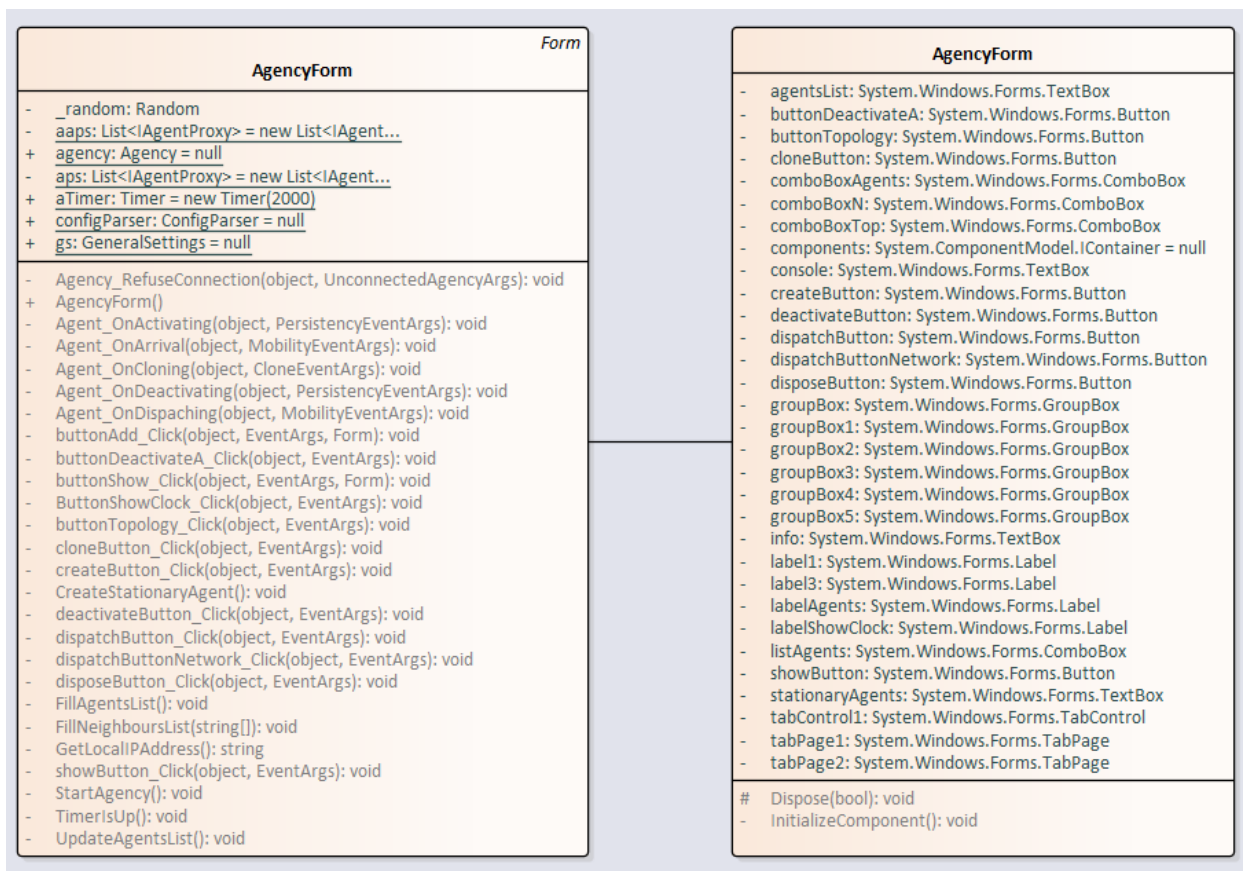 Form
AgencyForm
- _random: Random
- aaps: List<IAgentProxy> = new List<IAgent...
+ agency: Agency = null
- aps: List<IAgentProxy> = new List<IAgent...
+ aTimer: Timer = new Timer(2000)
+ configParser: ConfigParser = null
+ gs: GeneralSettings = null
- Agency_RefuseConnection(object, UnconnectedAgencyArgs): void
+ AgencyForm()
- Agent_OnActivating(object, PersistencyEventArgs): void
- Agent_OnArrival(object, MobilityEventArgs): void
- Agent_OnCloning(object, CloneEventArgs): void
- Agent_OnDeactivating(object, PersistencyEventArgs): void
- Agent_OnDispaching(object, MobilityEventArgs): void
- buttonAdd_Click(object, EventArgs, Form): void
- buttonDeactivateA_Click(object, EventArgs): void
- buttonShow_Click(object, EventArgs, Form): void
- ButtonShowClock_Click(object, EventArgs): void
- buttonTopology_Click(object, EventArgs): void
- cloneButton_Click(object, EventArgs): void
- createButton_Click(object, EventArgs): void
- CreateStationaryAgent(): void
- deactivateButton_Click(object, EventArgs): void
- dispatchButton_Click(object, EventArgs): void
- dispatchButtonNetwork_Click(object, EventArgs): void
- disposeButton_Click(object, EventArgs): void
- FillAgentsList(): void
- FillNeighboursList(string[]): void
- GetLocalIPAddress(): string
- showButton_Click(object, EventArgs): void
- StartAgency(): void
- TimerIsUp(): void
- UpdateAgentsList(): void
AgencyForm
- agentsList: System.Windows.Forms.TextBox
- buttonDeactivateA: System.Windows.Forms.Button
- buttonTopology: System.Windows.Forms.Button
- cloneButton: System.Windows.Forms.Button
- comboBoxAgents: System.Windows.Forms.ComboBox
- comboBoxN: System.Windows.Forms.ComboBox
- comboBoxTop: System.Windows.Forms.ComboBox
- components: System.ComponentModel.IContainer = null
- console: System.Windows.Forms.TextBox
- createButton: System.Windows.Forms.Button
- deactivateButton: System.Windows.Forms.Button
- dispatchButton: System.Windows.Forms.Button
- dispatchButtonNetwork: System.Windows.Forms.Button
- disposeButton: System.Windows.Forms.Button
- groupBox: System.Windows.Forms.GroupBox
- groupBox1: System.Windows.Forms.GroupBox
- groupBox2: System.Windows.Forms.GroupBox
- groupBox3: System.Windows.Forms.GroupBox
- groupBox4: System.Windows.Forms.GroupBox
- groupBox5: System.Windows.Forms.GroupBox
- info: System.Windows.Forms.TextBox
- label1: System.Windows.Forms.Label
- label3: System.Windows.Forms.Label
- labelAgents: System.Windows.Forms.Label
- labelShowClock: System.Windows.Forms.Label
- listAgents: System.Windows.Forms.ComboBox
- showButton: System.Windows.Forms.Button
- stationaryAgents: System.Windows.Forms.TextBox
- tabControl1: System.Windows.Forms.TabControl
- tabPage1: System.Windows.Forms.TabPage
- tabPage2: System.Windows.Forms.TabPage
# Dispose(bool): void
- InitializeComponent(): void